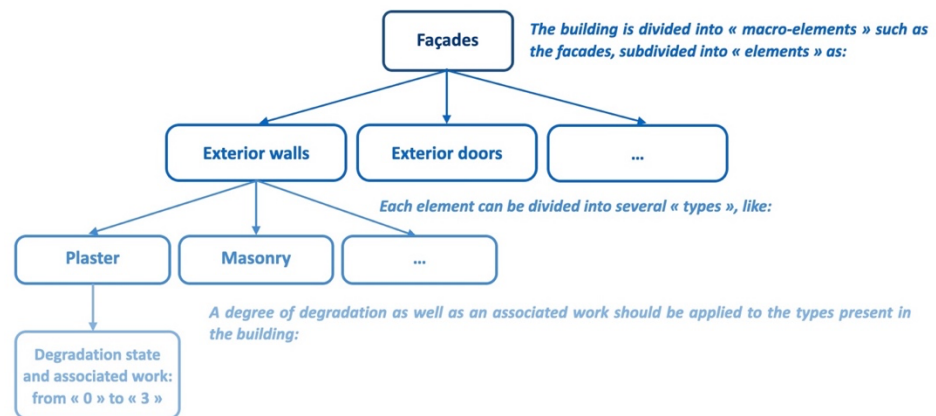 Façades
The building is divided into « macro-elements » such as
the facades, subdivided into « elements » as:
Exterior walls
Exterior doors
...
Each element can be divided into several « types », like:
Plaster
Masonry
...
A degree of degradation as well as an associated work should be applied to the types present in
the building:
Degradation state
and associated work:
from « 0 » to « 3 »